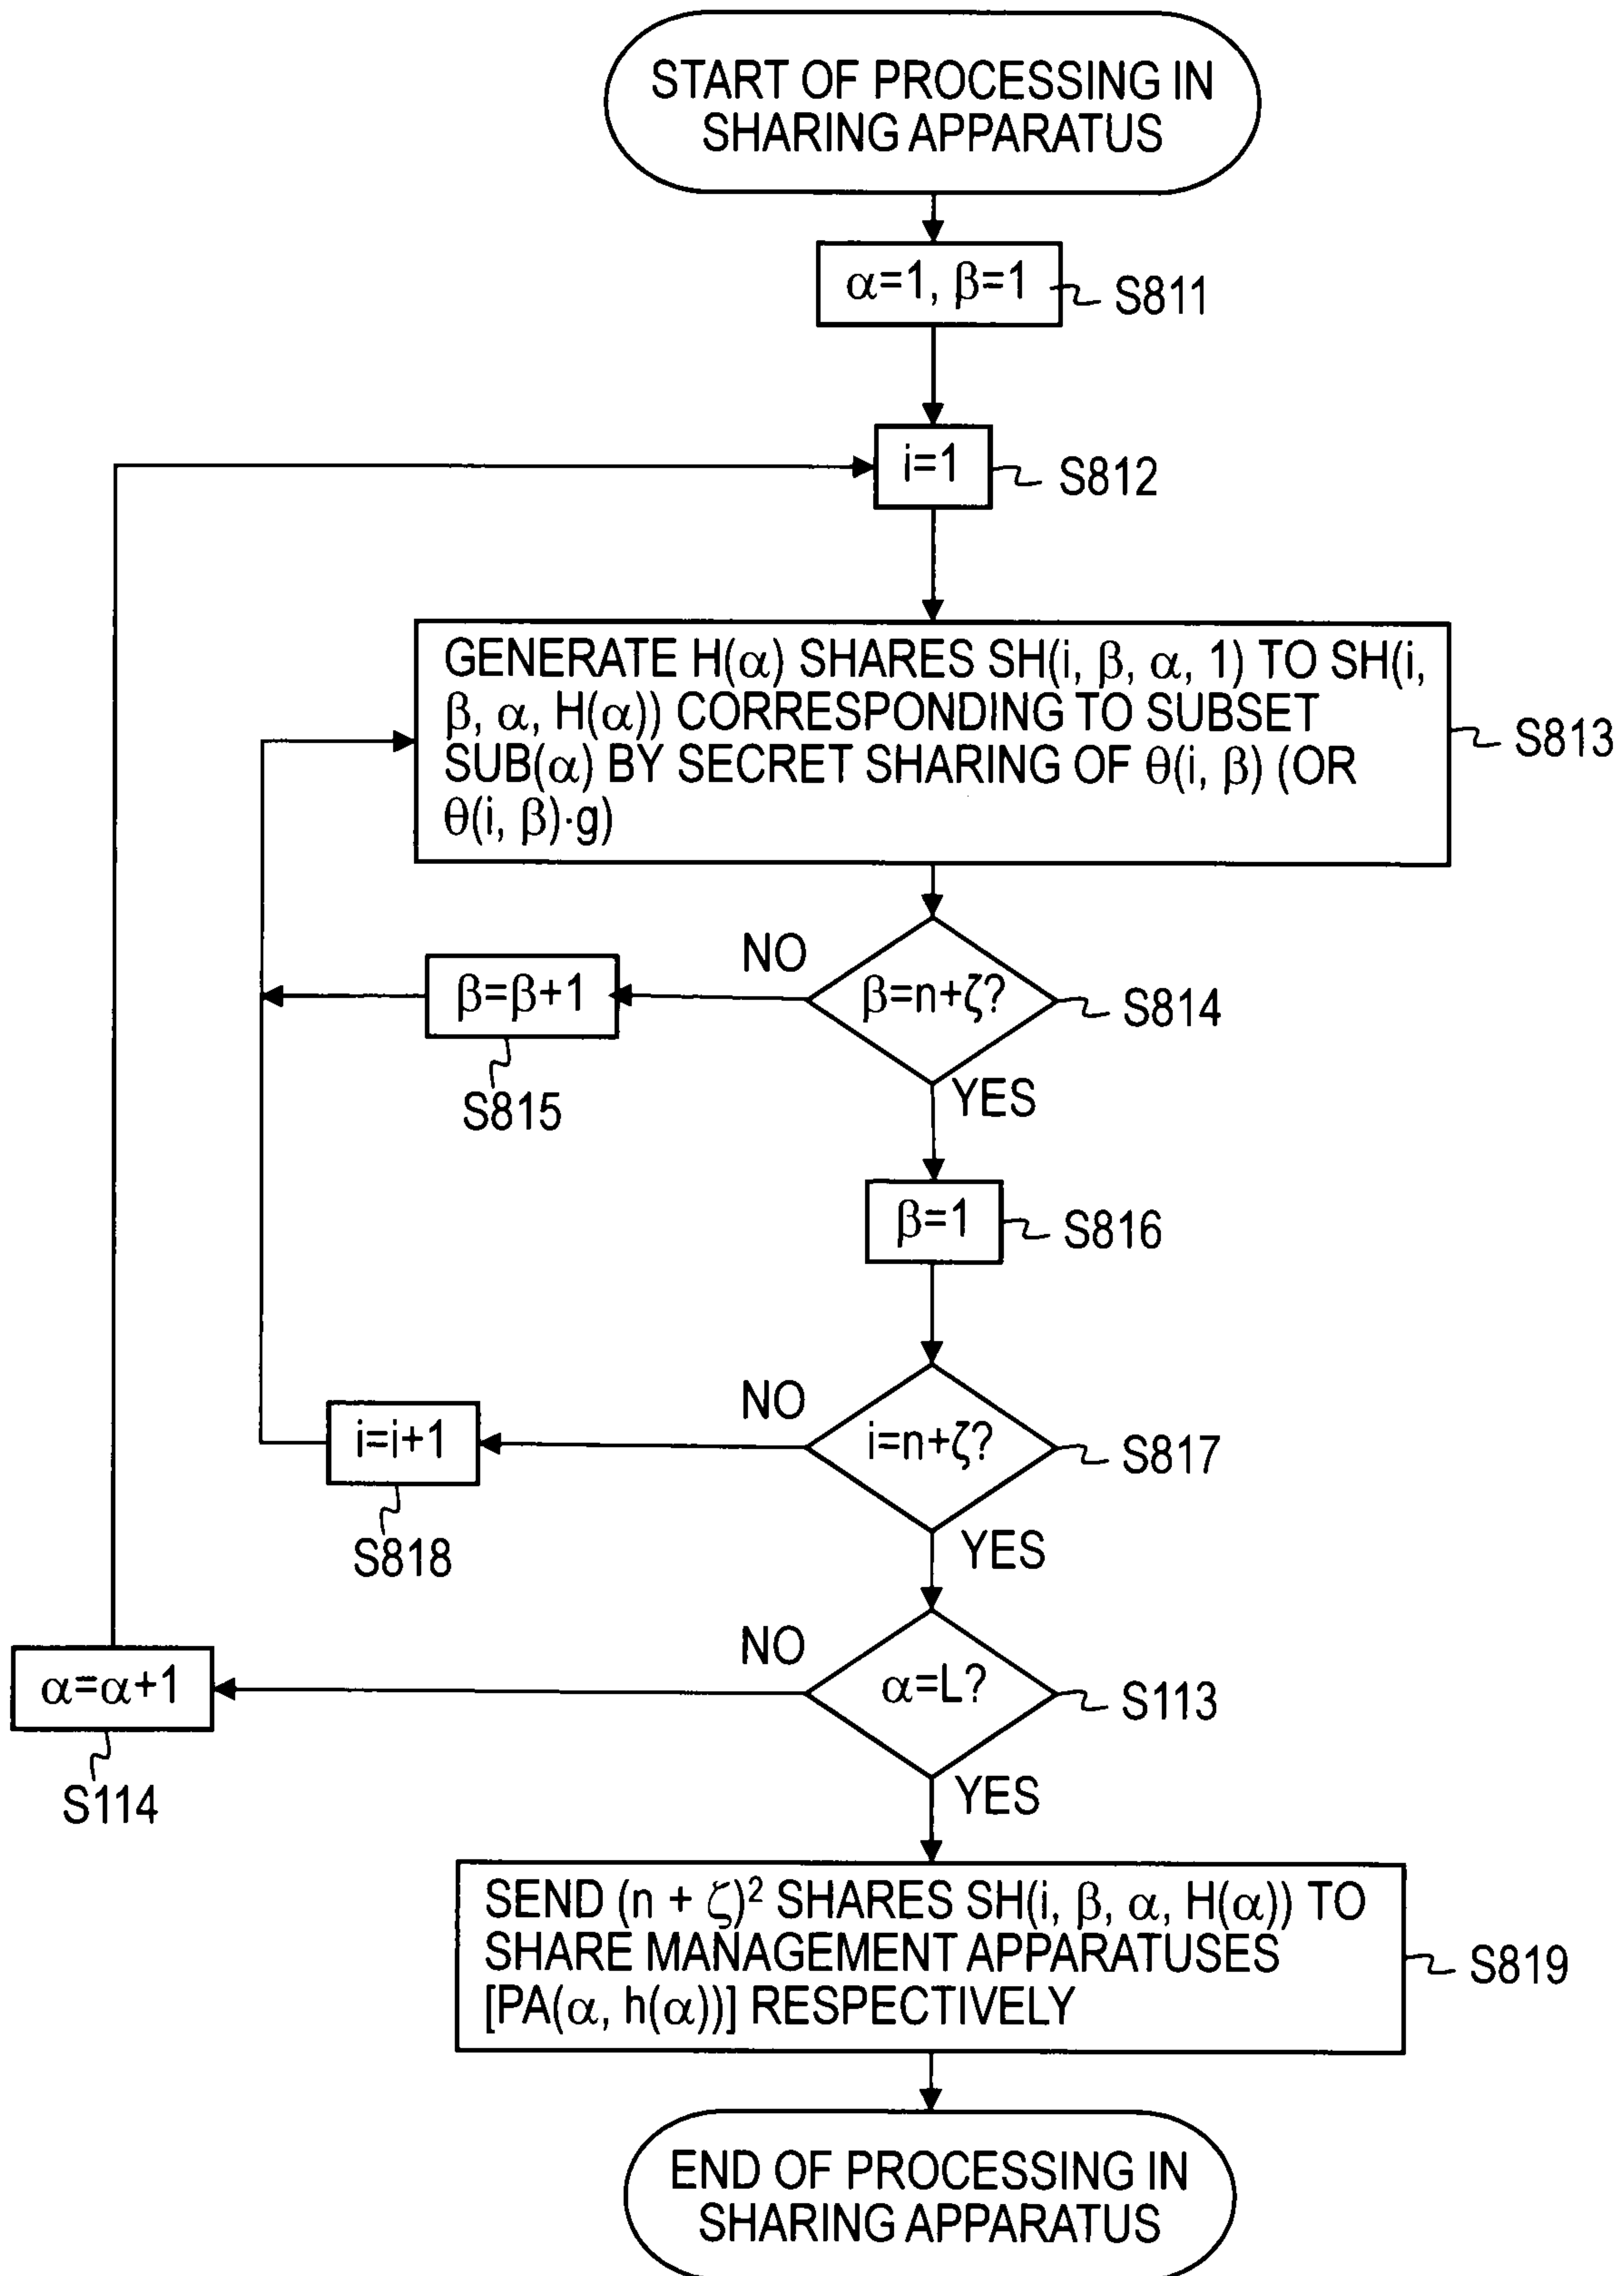 START OF PROCESSING IN
SHARING APPARATUS
α=1, β=1
S811
i=1
S812
GENERATE H(α) SHARES SH(i, β, α, 1) TO SH(i,
β, α, H(α)) CORRESPONDING TO SUBSET
SUB(α) BY SECRET SHARING OF θ(i, β) (OR
θ(i, β)·g)
S813
NO
β=β+1
β=n+ζ?
S814
S815
YES
β=1
S816
NO
i=i+1
i=n+ζ?
S817
S818
YES
NO
α=α+1
α=L?
S113
S114
YES
SEND (n + ζ)² SHARES SH(i, β, α, H(α)) TO
SHARE MANAGEMENT APPARATUSES
[PA(α, h(α))] RESPECTIVELY
S819
END OF PROCESSING IN
SHARING APPARATUS